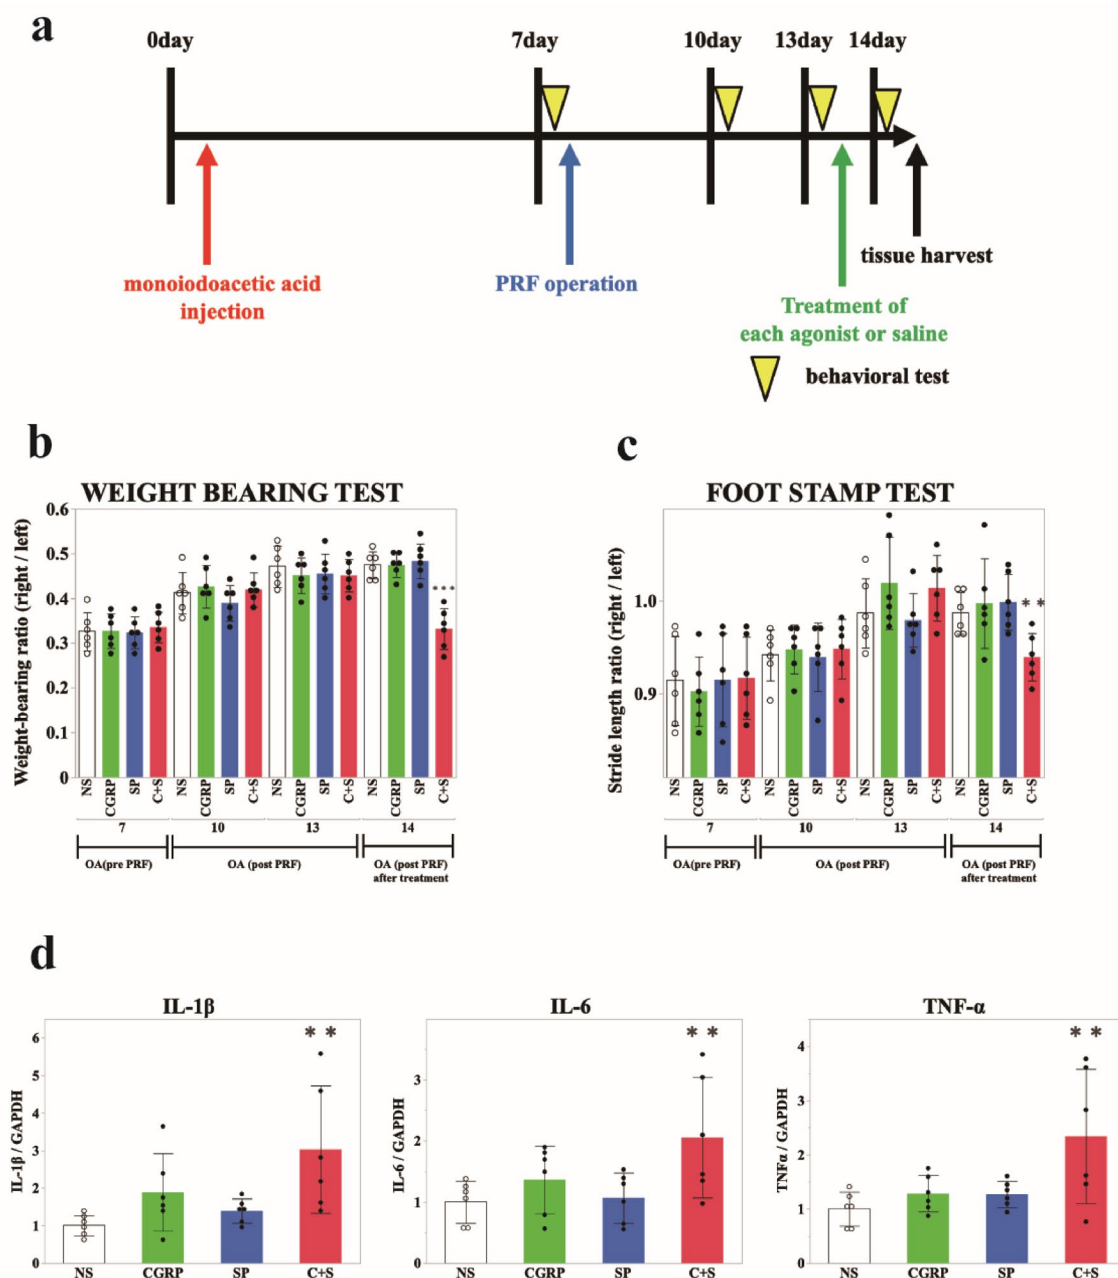 a
0day 7day 10day 13day 14day
tissue harvest
monoiodoacetic acid
injection
PRF operation
Treatment of
each agonist or saline
behavioral test
b
WEIGHT BEARING TEST
Weight-bearing ratio (right / left)
0.6
0.5
0.4
0.3
0.2
0.1
0
***
NS CGRP SP C+S NS CGRP SP C+S NS CGRP SP C+S NS CGRP SP C+S
7 10 13 14
OA(pre PRF) OA (post PRF) OA (post PRF)
after treatment
c
FOOT STAMP TEST
Stride length ratio (right / left)
1.0
0.9
**
NS CGRP SP C+S NS CGRP SP C+S NS CGRP SP C+S NS CGRP SP C+S
7 10 13 14
OA(pre PRF) OA (post PRF) OA (post PRF)
after treatment
d
IL-1β
IL-1β / GAPDH
6
5
4
3
2
1
0
**
NS CGRP SP C+S
IL-6
IL-6 / GAPDH
3
2
1
0
**
NS CGRP SP C+S
TNF-α
TNFα / GAPDH
4
3
2
1
0
**
NS CGRP SP C+S